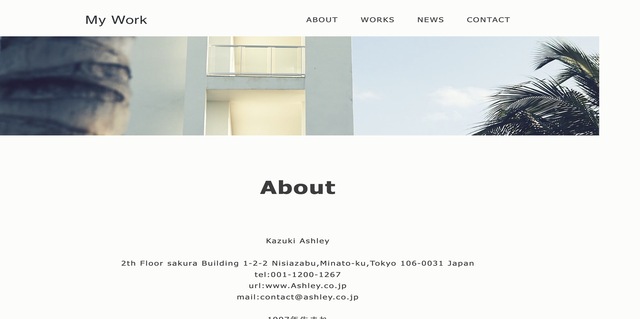 My Work
ABOUT
WORKS
NEWS
CONTACT
About
Kazuki Ashley
2th Floor sakura Building 1-2-2 Nisiazabu,Minato-ku,Tokyo 106-0031 Japan
tel:001-1200-1267
url:www.Ashley.co.jp
mail:contact@ashley.co.jp